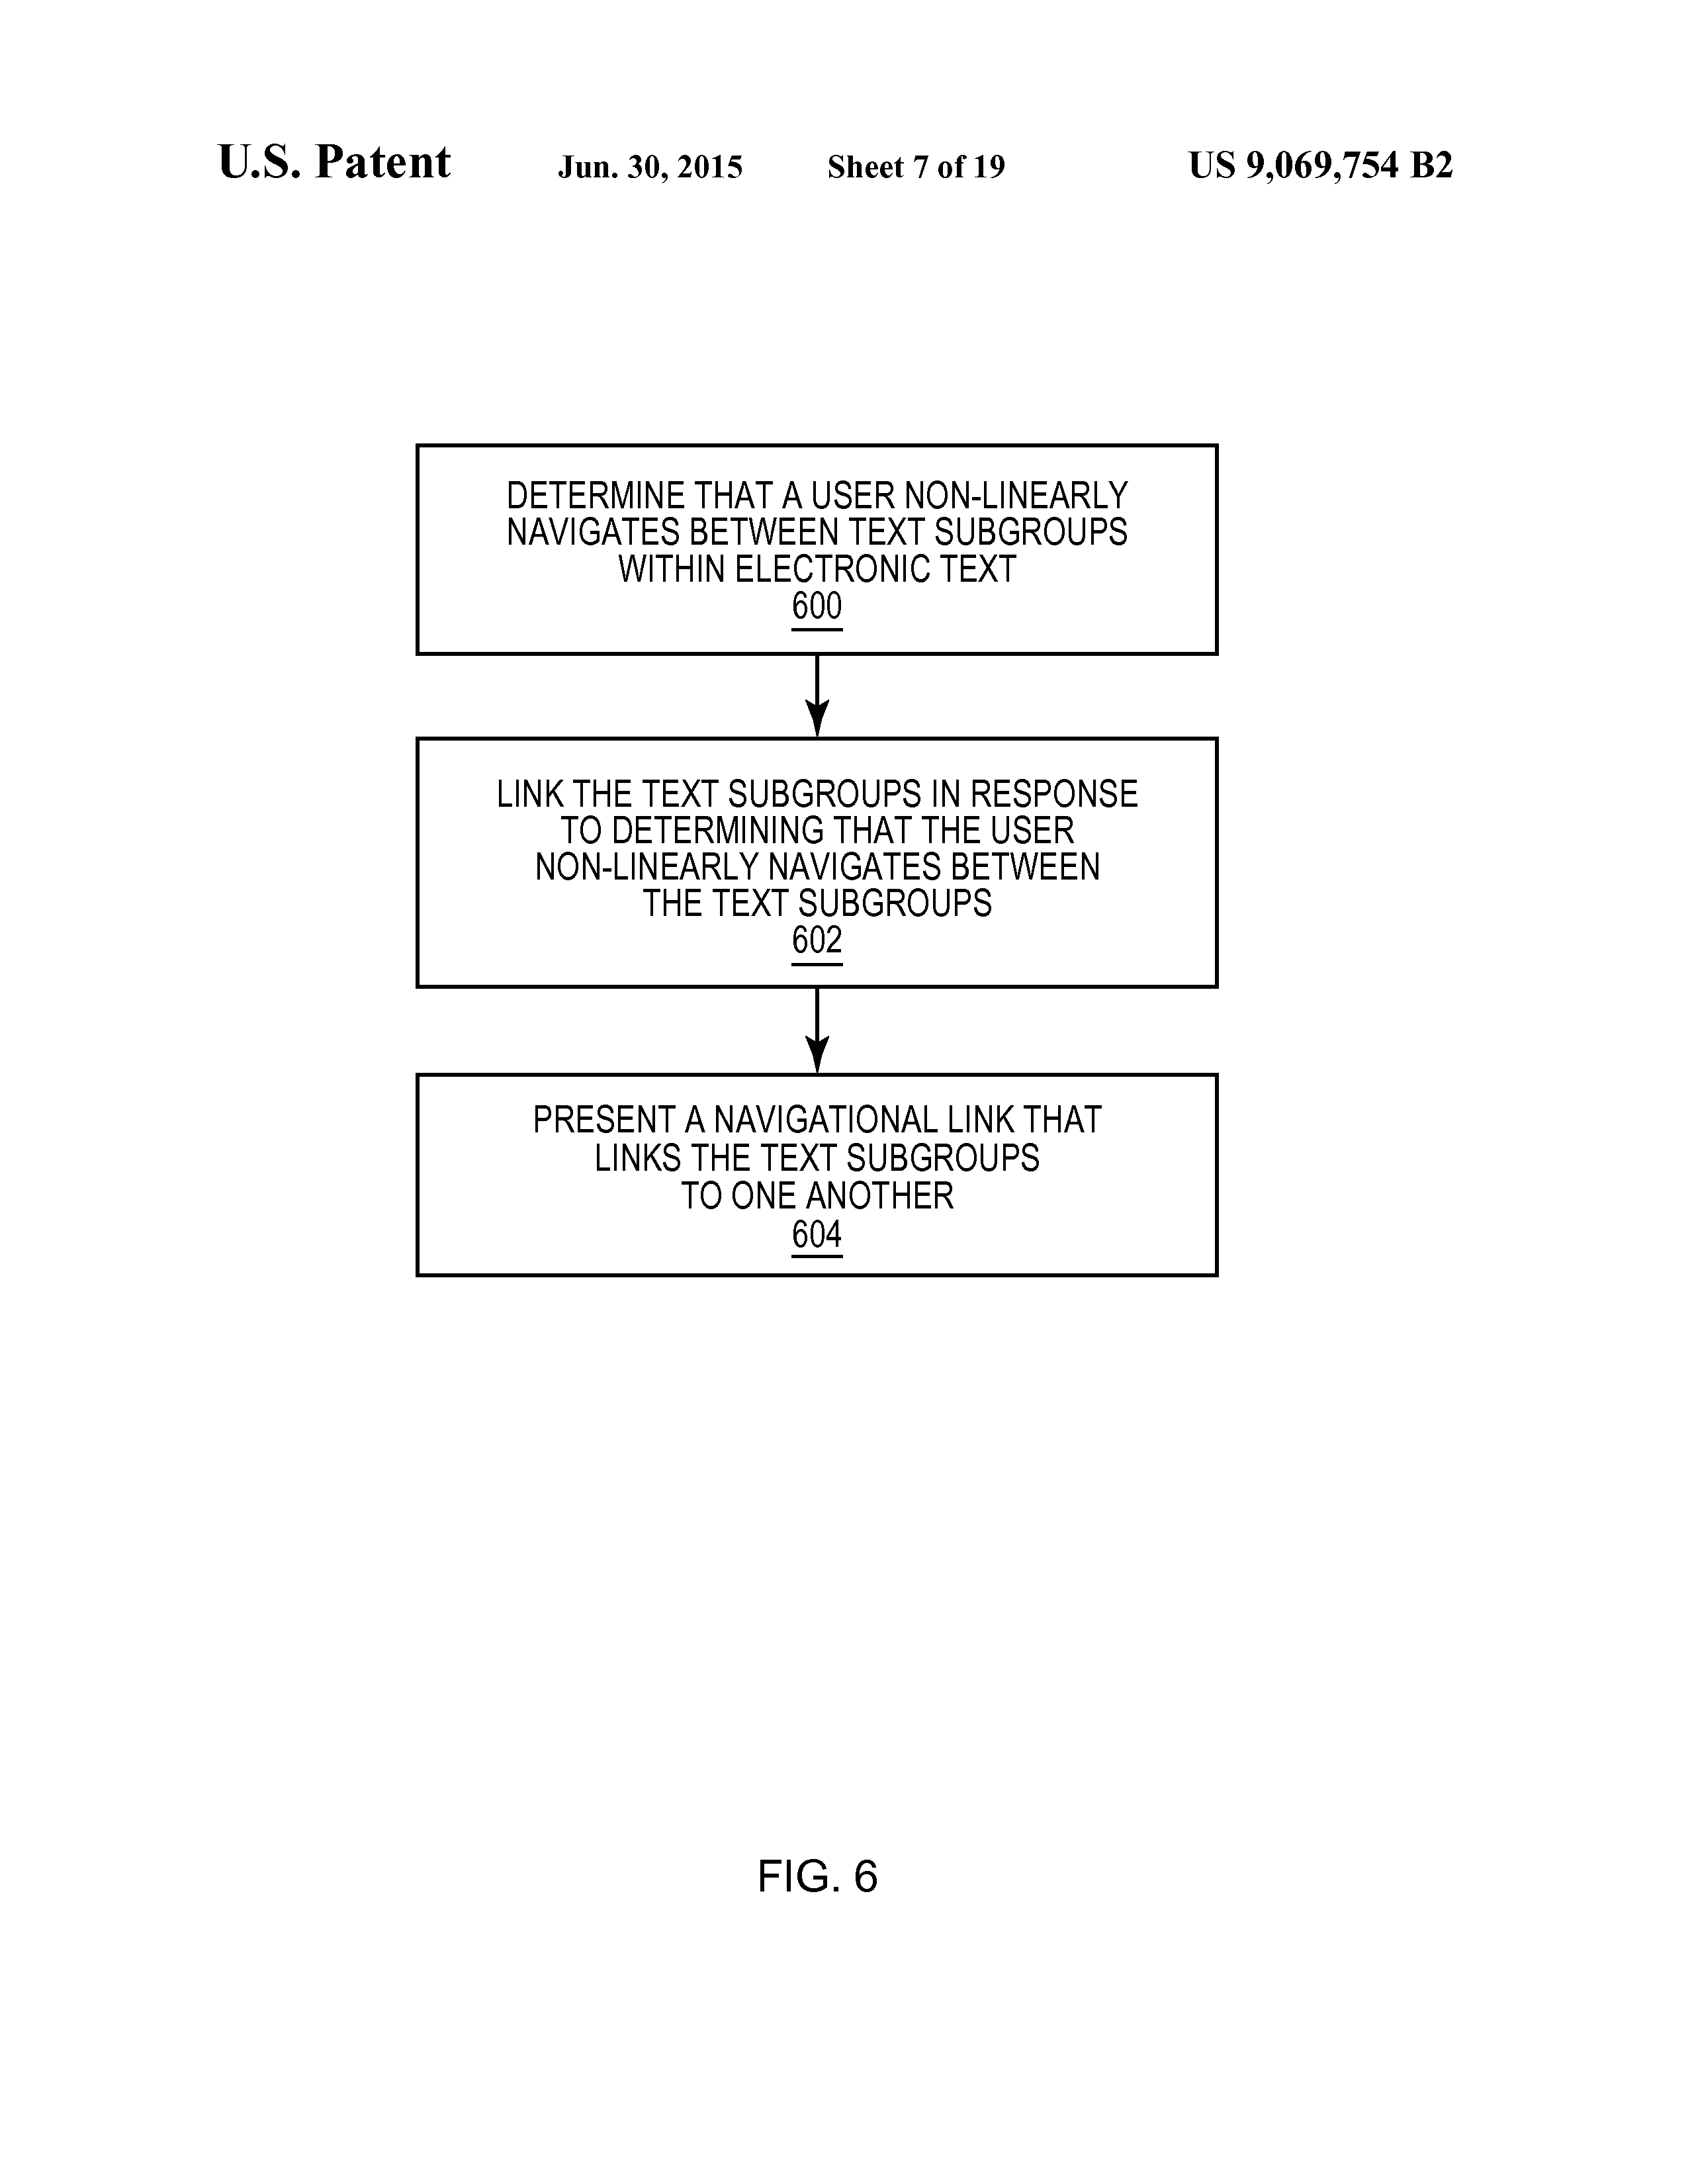 U.S. Patent Jun. 30, 2015 Sheet 7 of 19 US 9,069,754 B2
DETERMINE THAT A USER NON-LINEARLY
NAVIGATES BETWEEN TEXT SUBGROUPS
WITHIN ELECTRONIC TEXT
600
LINK THE TEXT SUBGROUPS IN RESPONSE
TO DETERMINING THAT THE USER
NON-LINEARLY NAVIGATES BETWEEN
THE TEXT SUBGROUPS
602
PRESENT A NAVIGATIONAL LINK THAT
LINKS THE TEXT SUBGROUPS
TO ONE ANOTHER
604
FIG. 6